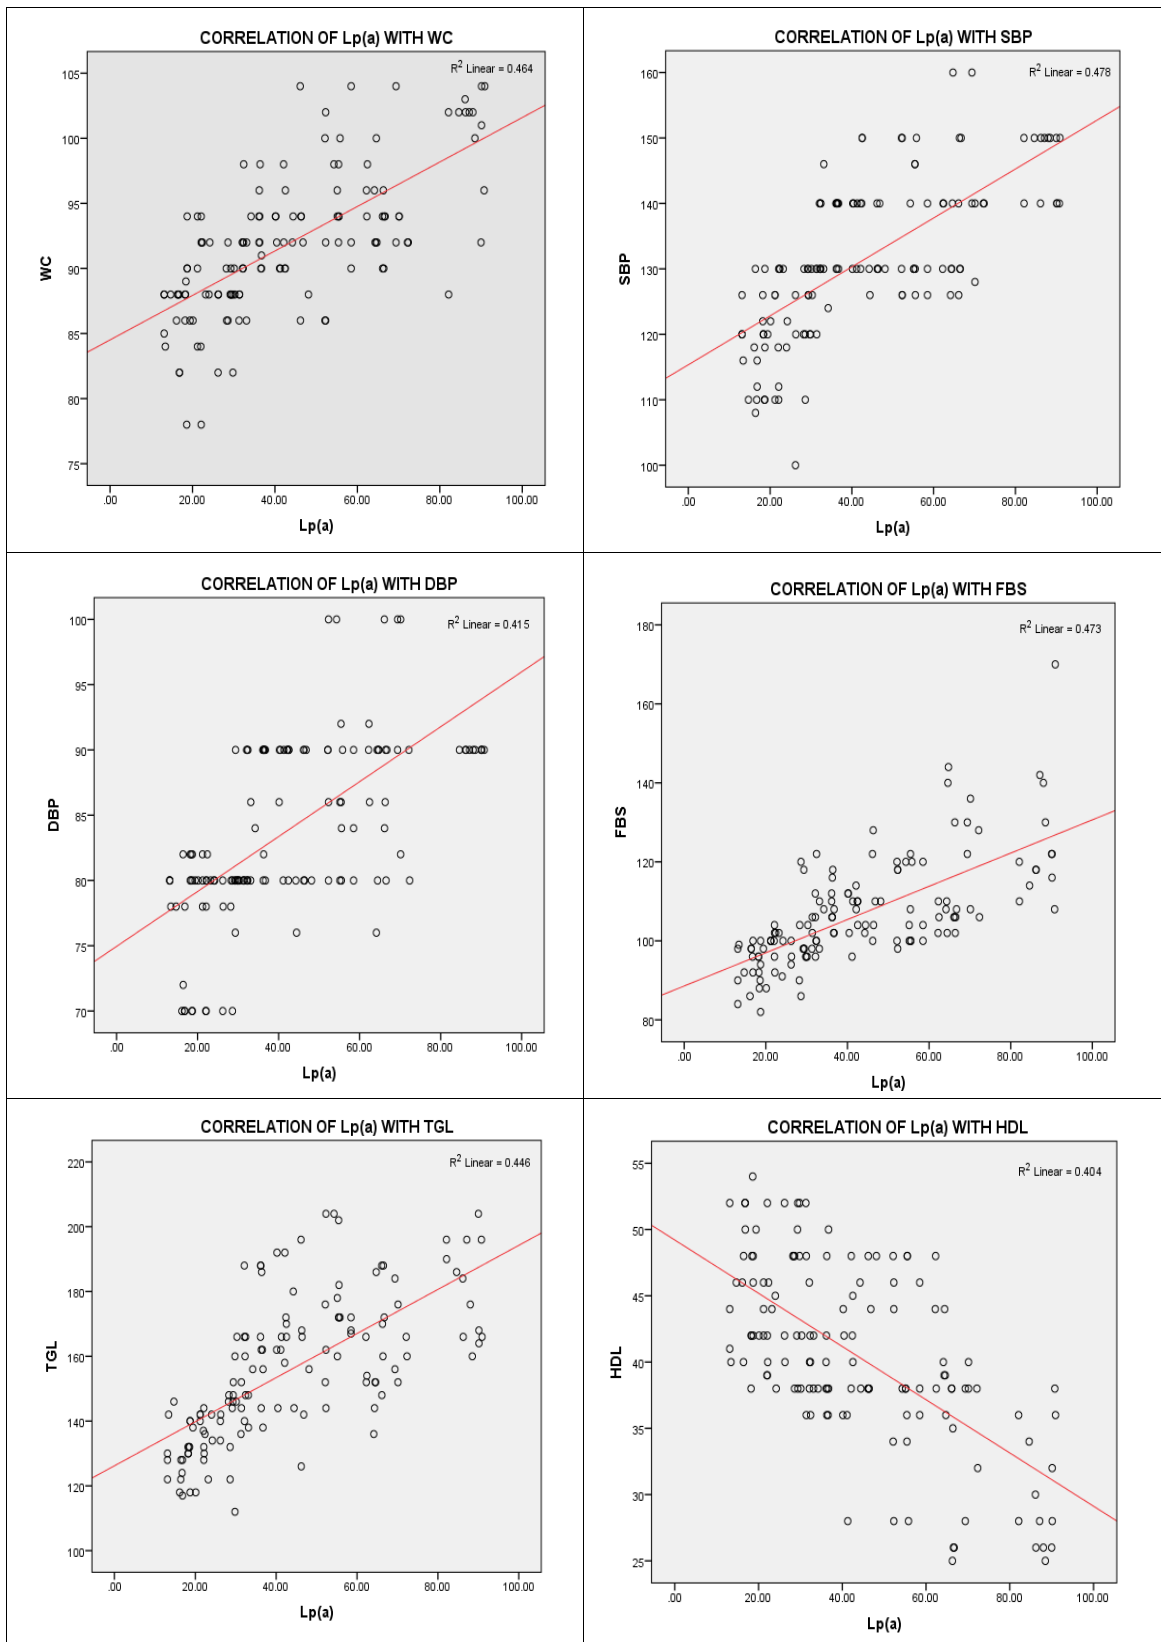 CORRELATION OF Lp(a) WITH WC
R2 Linear = 0.464
105
100
95
90
85
80
75
WC
.00 20.00 40.00 60.00 80.00 100.00
Lp(a)
CORRELATION OF Lp(a) WITH SBP
R2 Linear = 0.478
160
150
140
130
120
110
100
SBP
.00 20.00 40.00 60.00 80.00 100.00
Lp(a)
CORRELATION OF Lp(a) WITH DBP
R2 Linear = 0.415
100
95
90
85
80
75
70
DBP
.00 20.00 40.00 60.00 80.00 100.00
Lp(a)
CORRELATION OF Lp(a) WITH FBS
R2 Linear = 0.473
180
160
140
120
100
80
FBS
.00 20.00 40.00 60.00 80.00 100.00
Lp(a)
CORRELATION OF Lp(a) WITH TGL
R2 Linear = 0.446
220
200
180
160
140
120
100
TGL
.00 20.00 40.00 60.00 80.00 100.00
Lp(a)
CORRELATION OF Lp(a) WITH HDL
R2 Linear = 0.404
55
50
45
40
35
30
25
HDL
.00 20.00 40.00 60.00 80.00 100.00
Lp(a)